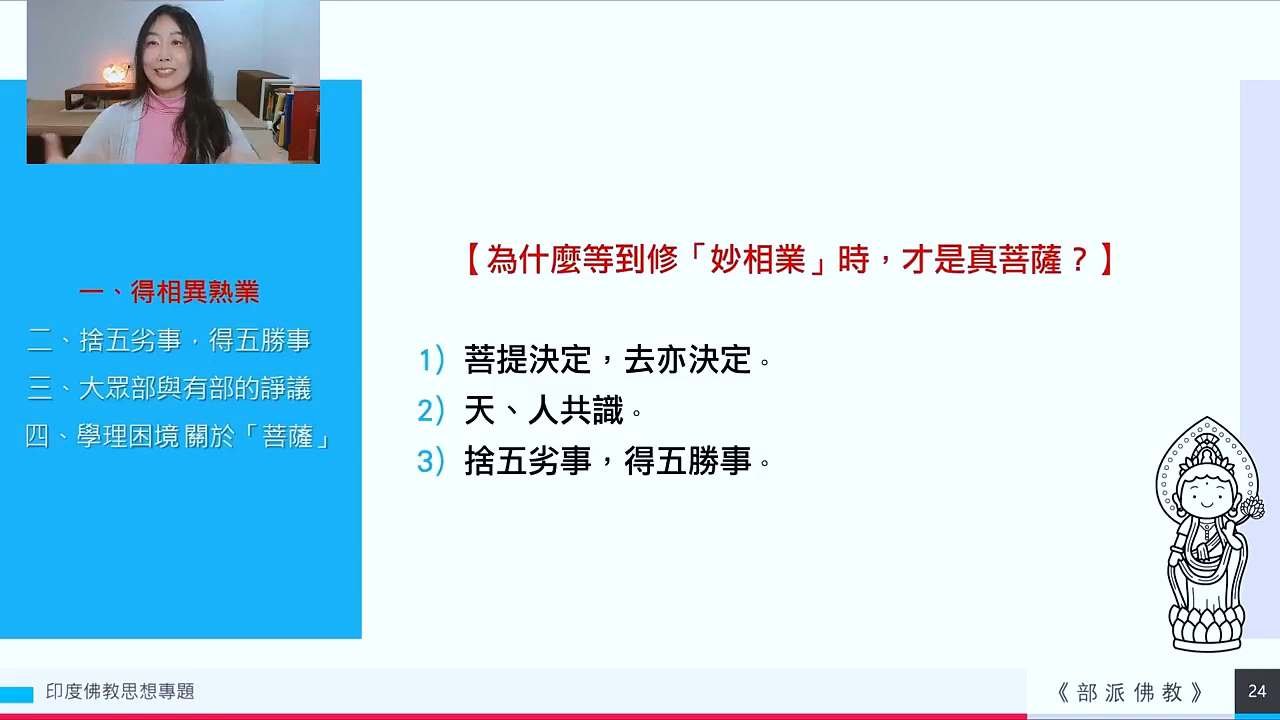 一、得相異熟業
二、捨五劣事，得五勝事
三、大眾部與有部的諍議
四、學理困境關於「菩薩」
【為什麼等到修「妙相業」時，才是真菩薩？】
1）菩提決定，去亦決定。
2）天、人共識。
3）捨五劣事，得五勝事。
印度佛教思想專題
《部派佛教》
24